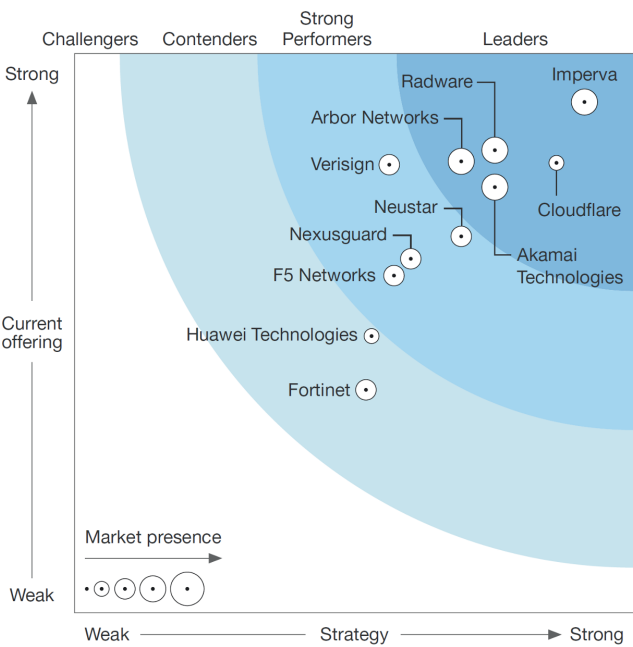 Strong
Challengers Contenders Performers Leaders
Strong
Radware
Imperva
Arbor Networks
Verisign
Neustar
Cloudflare
Nexusguard
Akamai
Technologies
F5 Networks
Current
offering
Huawei Technologies
Fortinet
Market presence
Weak
Weak Strategy Strong